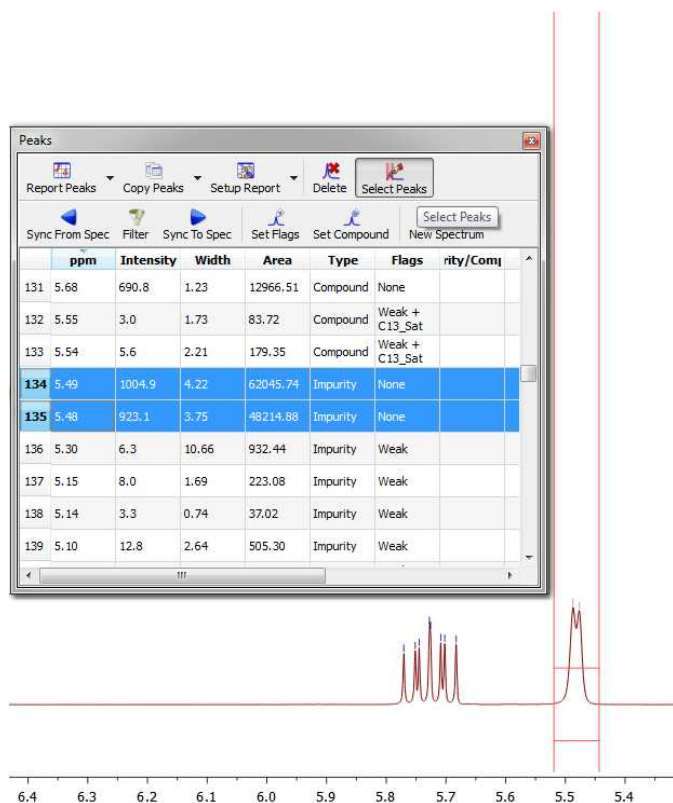 Peaks
Report Peaks Copy Peaks Setup Report Delete Select Peaks
Sync From Spec Filter Sync To Spec Set Flags Set Compound New Spectrum
Select Peaks
ppm Intensity Width Area Type Flags rity/Comp
131 5.68 690.8 1.23 12966.51 Compound None
132 5.55 3.0 1.73 83.72 Compound Weak + C13_Sat
133 5.54 5.6 2.21 179.35 Compound Weak + C13_Sat
134 5.49 1004.9 4.22 62045.74 Impurity None
135 5.48 923.1 3.75 48214.88 Impurity None
136 5.30 6.3 10.66 932.44 Impurity Weak
137 5.15 8.0 1.69 223.08 Impurity Weak
138 5.14 3.3 0.74 37.02 Impurity Weak
139 5.10 12.8 2.64 505.30 Impurity Weak
6.4 6.3 6.2 6.1 6.0 5.9 5.8 5.7 5.6 5.5 5.4